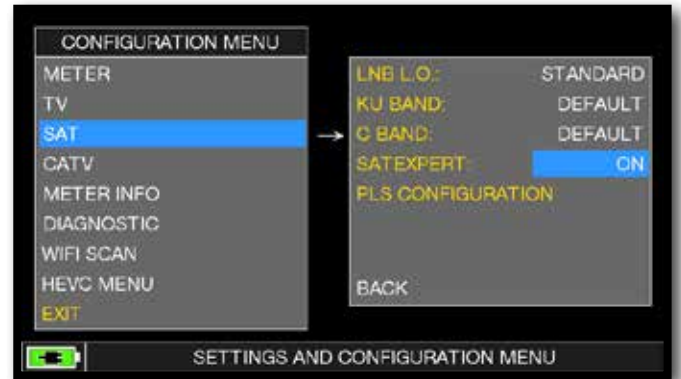 CONFIGURATION MENU
METER
TV
SAT
CATV
METER INFO
DIAGNOSTIC
WIFI SCAN
HEVC MENU
EXIT
→
LNB L.O.: STANDARD
KU BAND: DEFAULT
C BAND: DEFAULT
SATEXPERT: ON
PLS CONFIGURATION
BACK
SETTINGS AND CONFIGURATION MENU